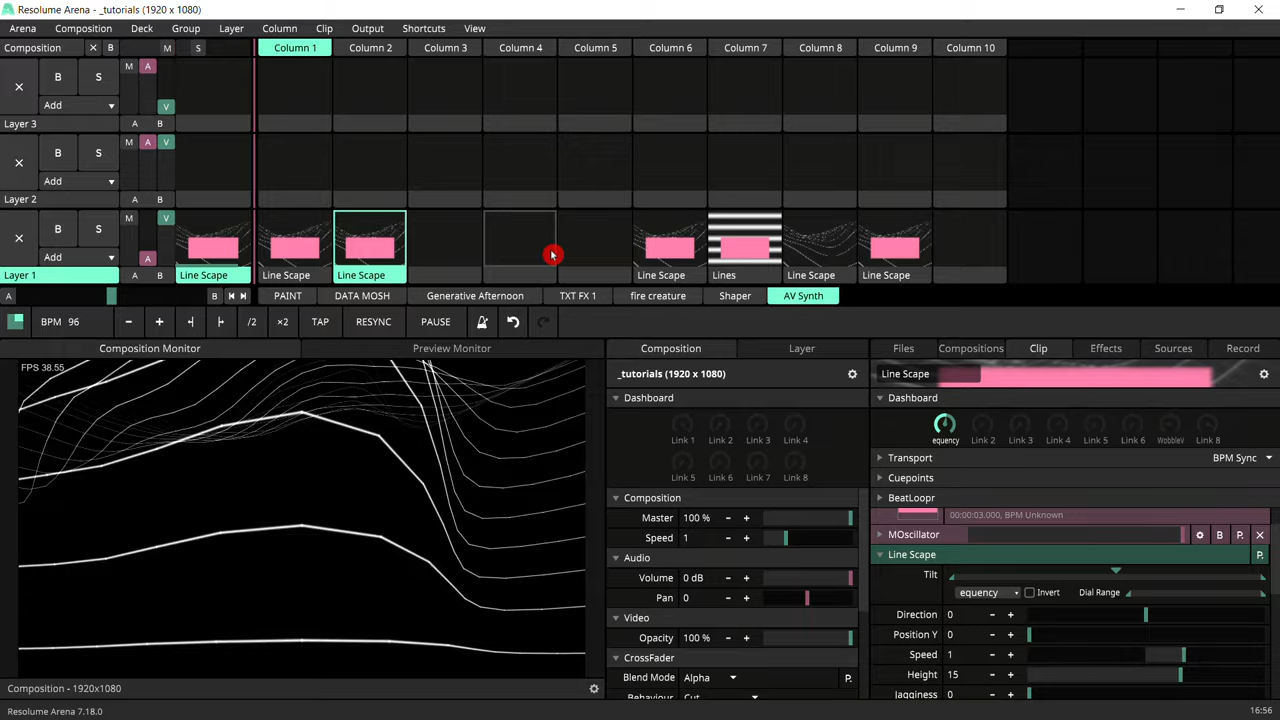 Resolume Arena - _tutorials (1920 x 1080)
Arena Composition Deck Group Layer Column Clip Output Shortcuts View
Composition × B M S Column 1 Column 2 Column 3 Column 4 Column 5 Column 6 Column 7 Column 8 Column 9 Column 10
M A
× B S
Add V
Layer 3 A B
M A V
× B S
Add
Layer 2 A B
M V
× B S
Add A
Layer 1 A B Line Scape Line Scape Line Scape Line Scape Lines Line Scape Line Scape
A B PAINT DATA MOSH Generative Afternoon TXT FX 1 fire creature Shaper AV Synth
BPM 96 - + /2 ×2 TAP RESYNC PAUSE
Composition Monitor Preview Monitor
FPS 38.55
Composition - 1920x1080
Composition Layer
_tutorials (1920 x 1080)
Dashboard
Link 1 Link 2 Link 3 Link 4
Link 5 Link 6 Link 7 Link 8
Composition
Master 100 % - +
Speed 1 - +
Audio
Volume 0 dB - +
Pan 0 - +
Video
Opacity 100 % - +
CrossFader
Blend Mode Alpha P.
Behaviour Cut
Files Compositions Clip Effects Sources Record
Line Scape
Dashboard
equency Link 2 Link 3 Link 4 Link 5 Link 6 WobbleV Link 8
Transport BPM Sync
Cuepoints
BeatLoopr
00:00:03.000, BPM Unknown
MOscillator B P. ×
Line Scape P.
Tilt
equency Invert Dial Range
Direction 0 - +
Position Y 0 - +
Speed 1 - +
Height 15 - +
Jagginess 0 - +
Resolume Arena 7.18.0 16:56